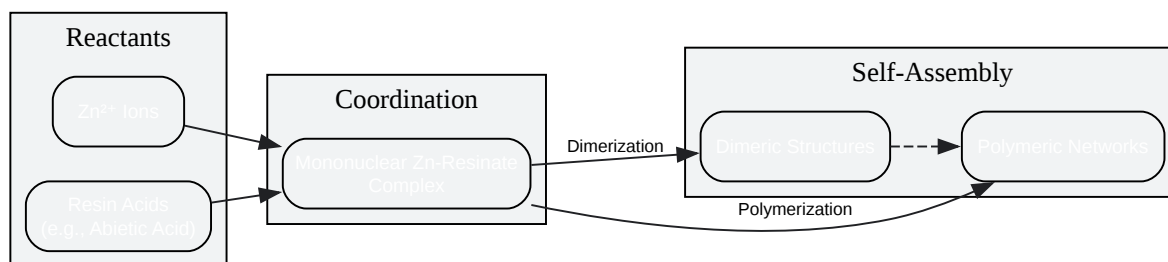 Reactants
Zn²⁺ Ions
Resin Acids
(e.g., Abietic Acid)
Coordination
Mononuclear Zn-Resinate
Complex
Dimerization
Polymerization
Self-Assembly
Dimeric Structures
Polymeric Networks